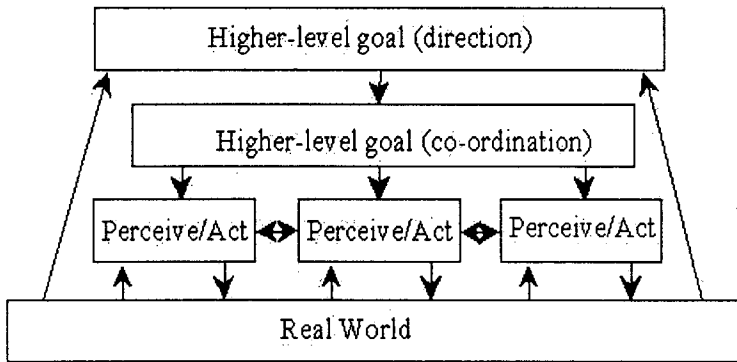 Higher-level goal (direction)
Higher-level goal (co-ordination)
Perceive/Act Perceive/Act Perceive/Act
Real World